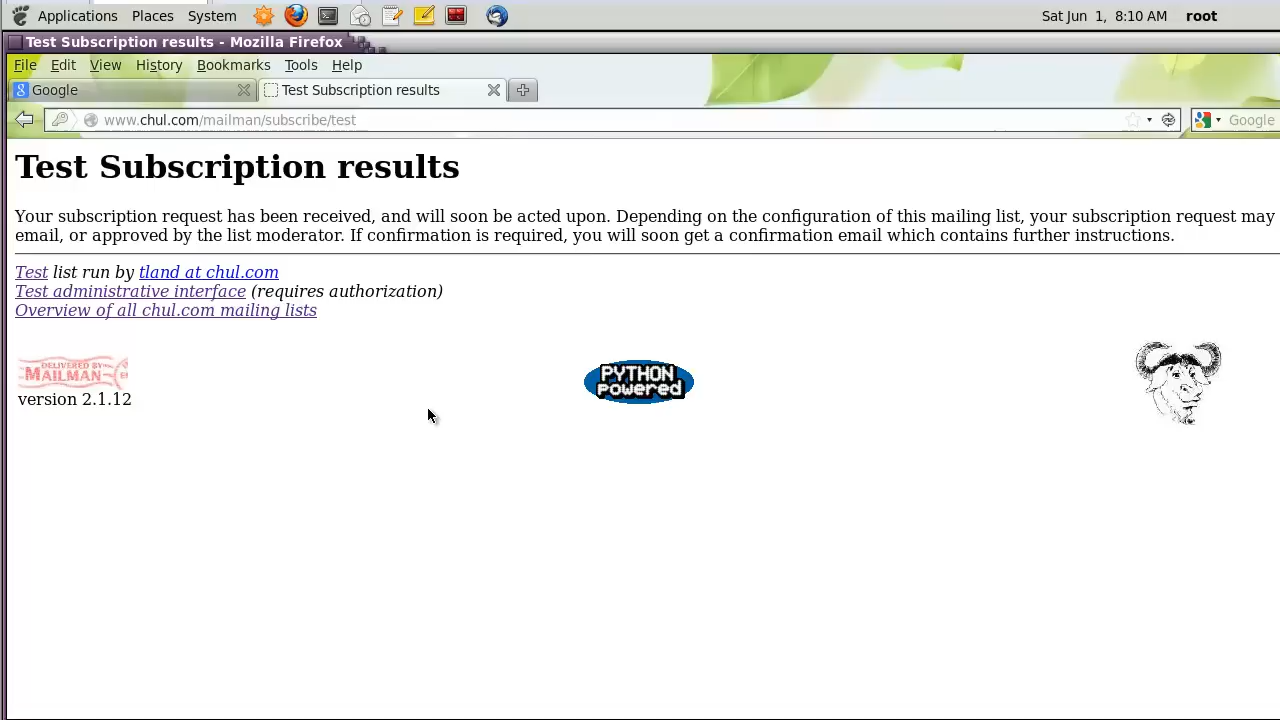 Applications Places System Sat Jun 1, 8:10 AM root
Test Subscription results - Mozilla Firefox
File Edit View History Bookmarks Tools Help
Google Test Subscription results
www.chul.com/mailman/subscribe/test Google
Test Subscription results
Your subscription request has been received, and will soon be acted upon. Depending on the configuration of this mailing list, your subscription request may
email, or approved by the list moderator. If confirmation is required, you will soon get a confirmation email which contains further instructions.
Test list run by tland at chul.com
Test administrative interface (requires authorization)
Overview of all chul.com mailing lists
DELIVERED BY
MAILMAN
version 2.1.12
PYTHON
powered